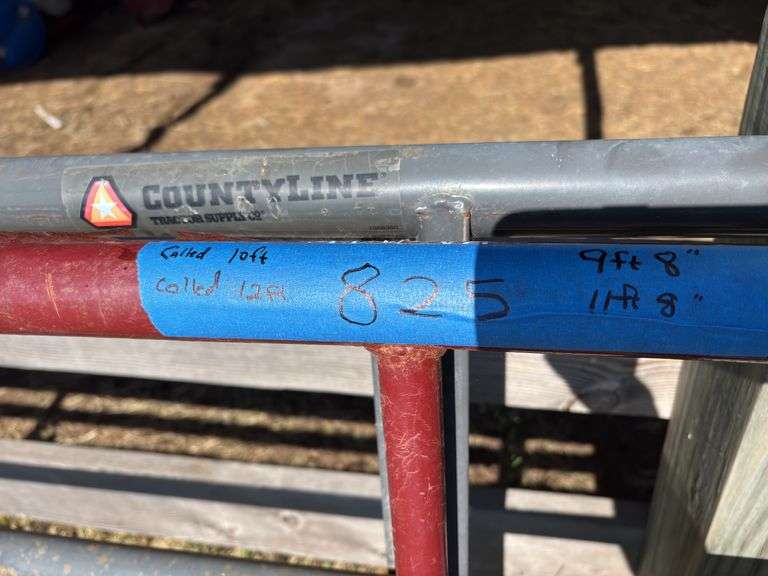 COUNTYLINE
TRACTOR SUPPLY CO
Called 10ft
Called 12ft
825
9ft 8"
11ft 8"